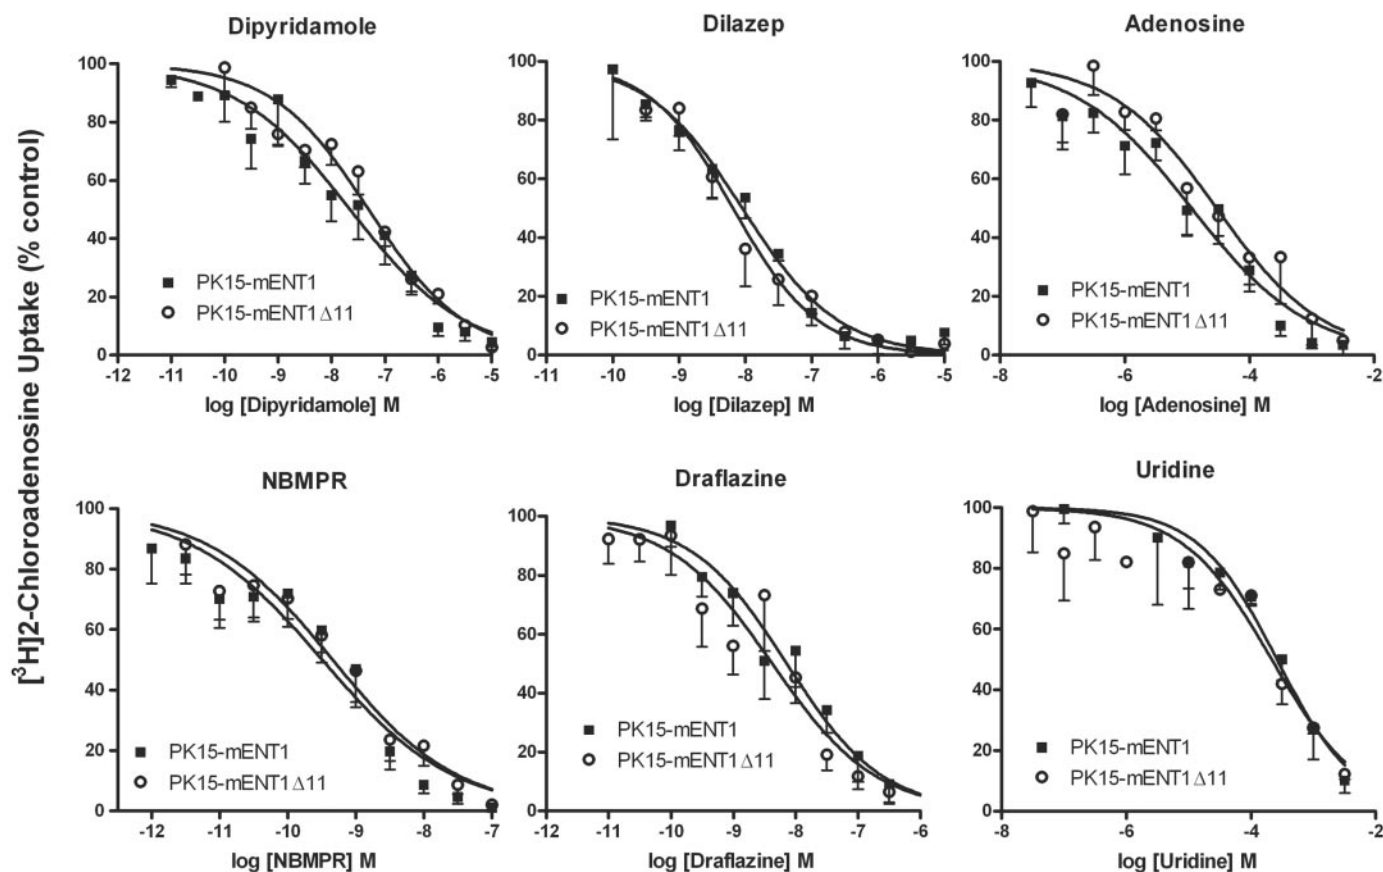 [³H]2-Chloroadenosine Uptake (% control)
Dipyridamole
100
80
60
40
20
0
PK15-mENT1
PK15-mENT1Δ11
-12 -11 -10 -9 -8 -7 -6 -5
log [Dipyridamole] M
Dilazep
100
80
60
40
20
0
PK15-mENT1
PK15-mENT1Δ11
-11 -10 -9 -8 -7 -6 -5
log [Dilazep] M
Adenosine
100
80
60
40
20
0
PK15-mENT1
PK15-mENT1Δ11
-8 -6 -4 -2
log [Adenosine] M
NBMPR
100
80
60
40
20
0
PK15-mENT1
PK15-mENT1Δ11
-12 -11 -10 -9 -8 -7
log [NBMPR] M
Draflazine
100
80
60
40
20
0
PK15-mENT1
PK15-mENT1Δ11
-12 -11 -10 -9 -8 -7 -6
log [Draflazine] M
Uridine
100
80
60
40
20
0
PK15-mENT1
PK15-mENT1Δ11
-8 -6 -4 -2
log [Uridine] M